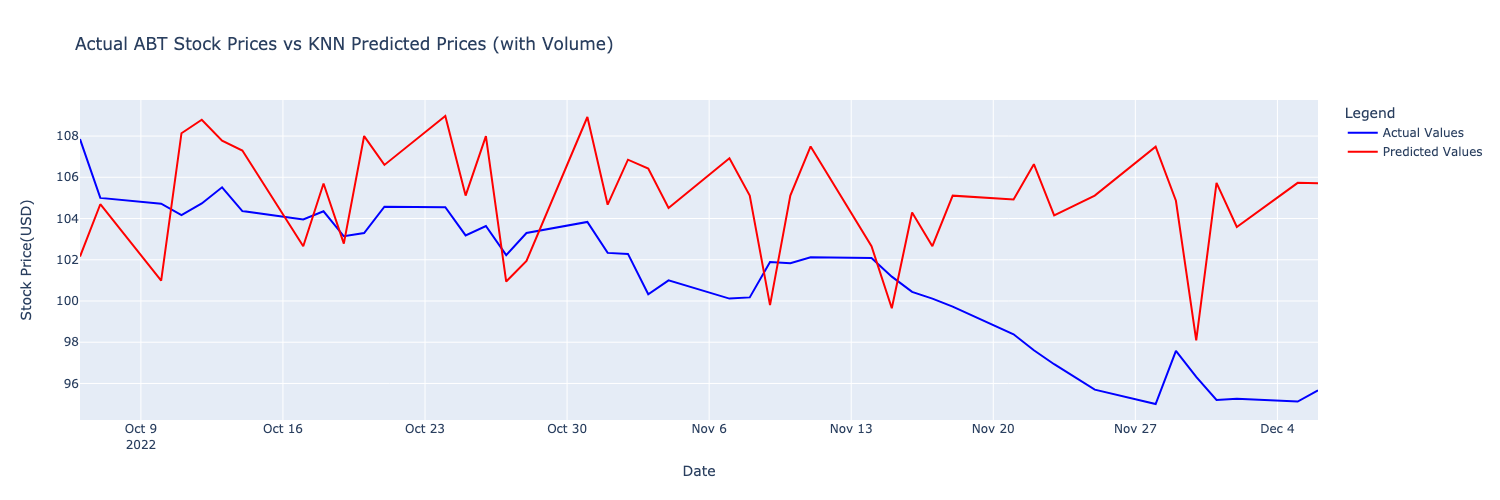 Actual ABT Stock Prices vs KNN Predicted Prices (with Volume)
Legend
Actual Values
Predicted Values
Stock Price(USD)
108
106
104
102
100
98
96
Oct 9 Oct 16 Oct 23 Oct 30 Nov 6 Nov 13 Nov 20 Nov 27 Dec 4
2022
Date